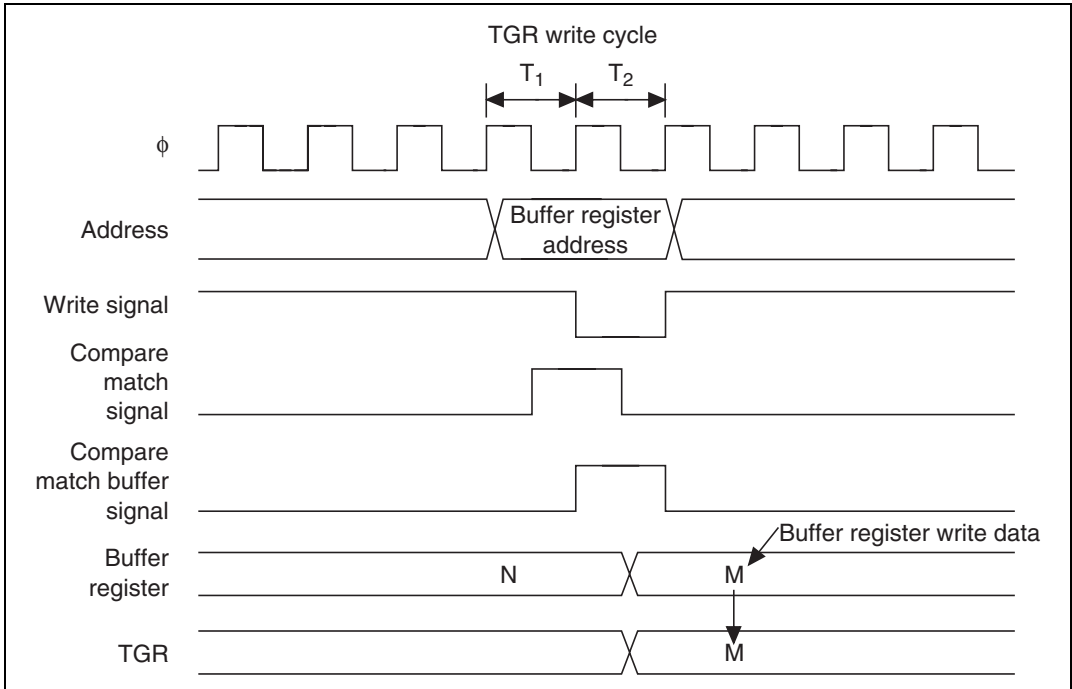 TGR write cycle
T1 T2
ϕ
Address
Buffer register
address
Write signal
Compare
match
signal
Compare
match buffer
signal
Buffer register write data
Buffer
register
N M
TGR
M